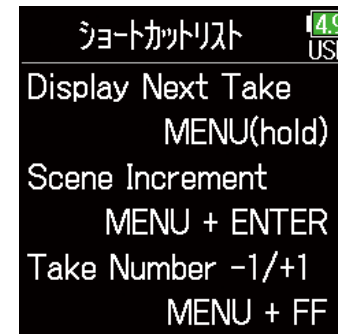 ショートカットリスト
Display Next Take
MENU(hold)
Scene Increment
MENU + ENTER
Take Number -1/+1
MENU + FF